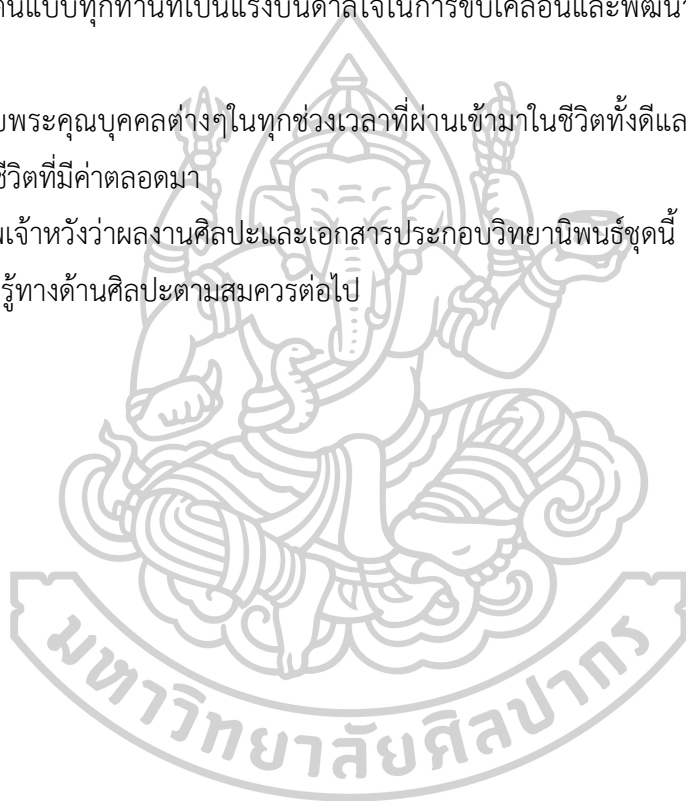 านแบบทุกท่านที่เป็นแรงบันดาลใจในการขับเคลื่อนและพัฒนา
บพระคุณบุคคลต่างๆในทุกช่วงเวลาที่ผ่านเข้ามาในชีวิตทั้งดีแล
ชีวิตที่มีค่าตลอดมา
พเจ้าหวังว่าผลงานศิลปะและเอกสารประกอบวิทยานิพนธ์ชุดนี้
รู้ทางด้านศิลปะตามสมควรต่อไป
มหาวิทยาลัยศิลปากร